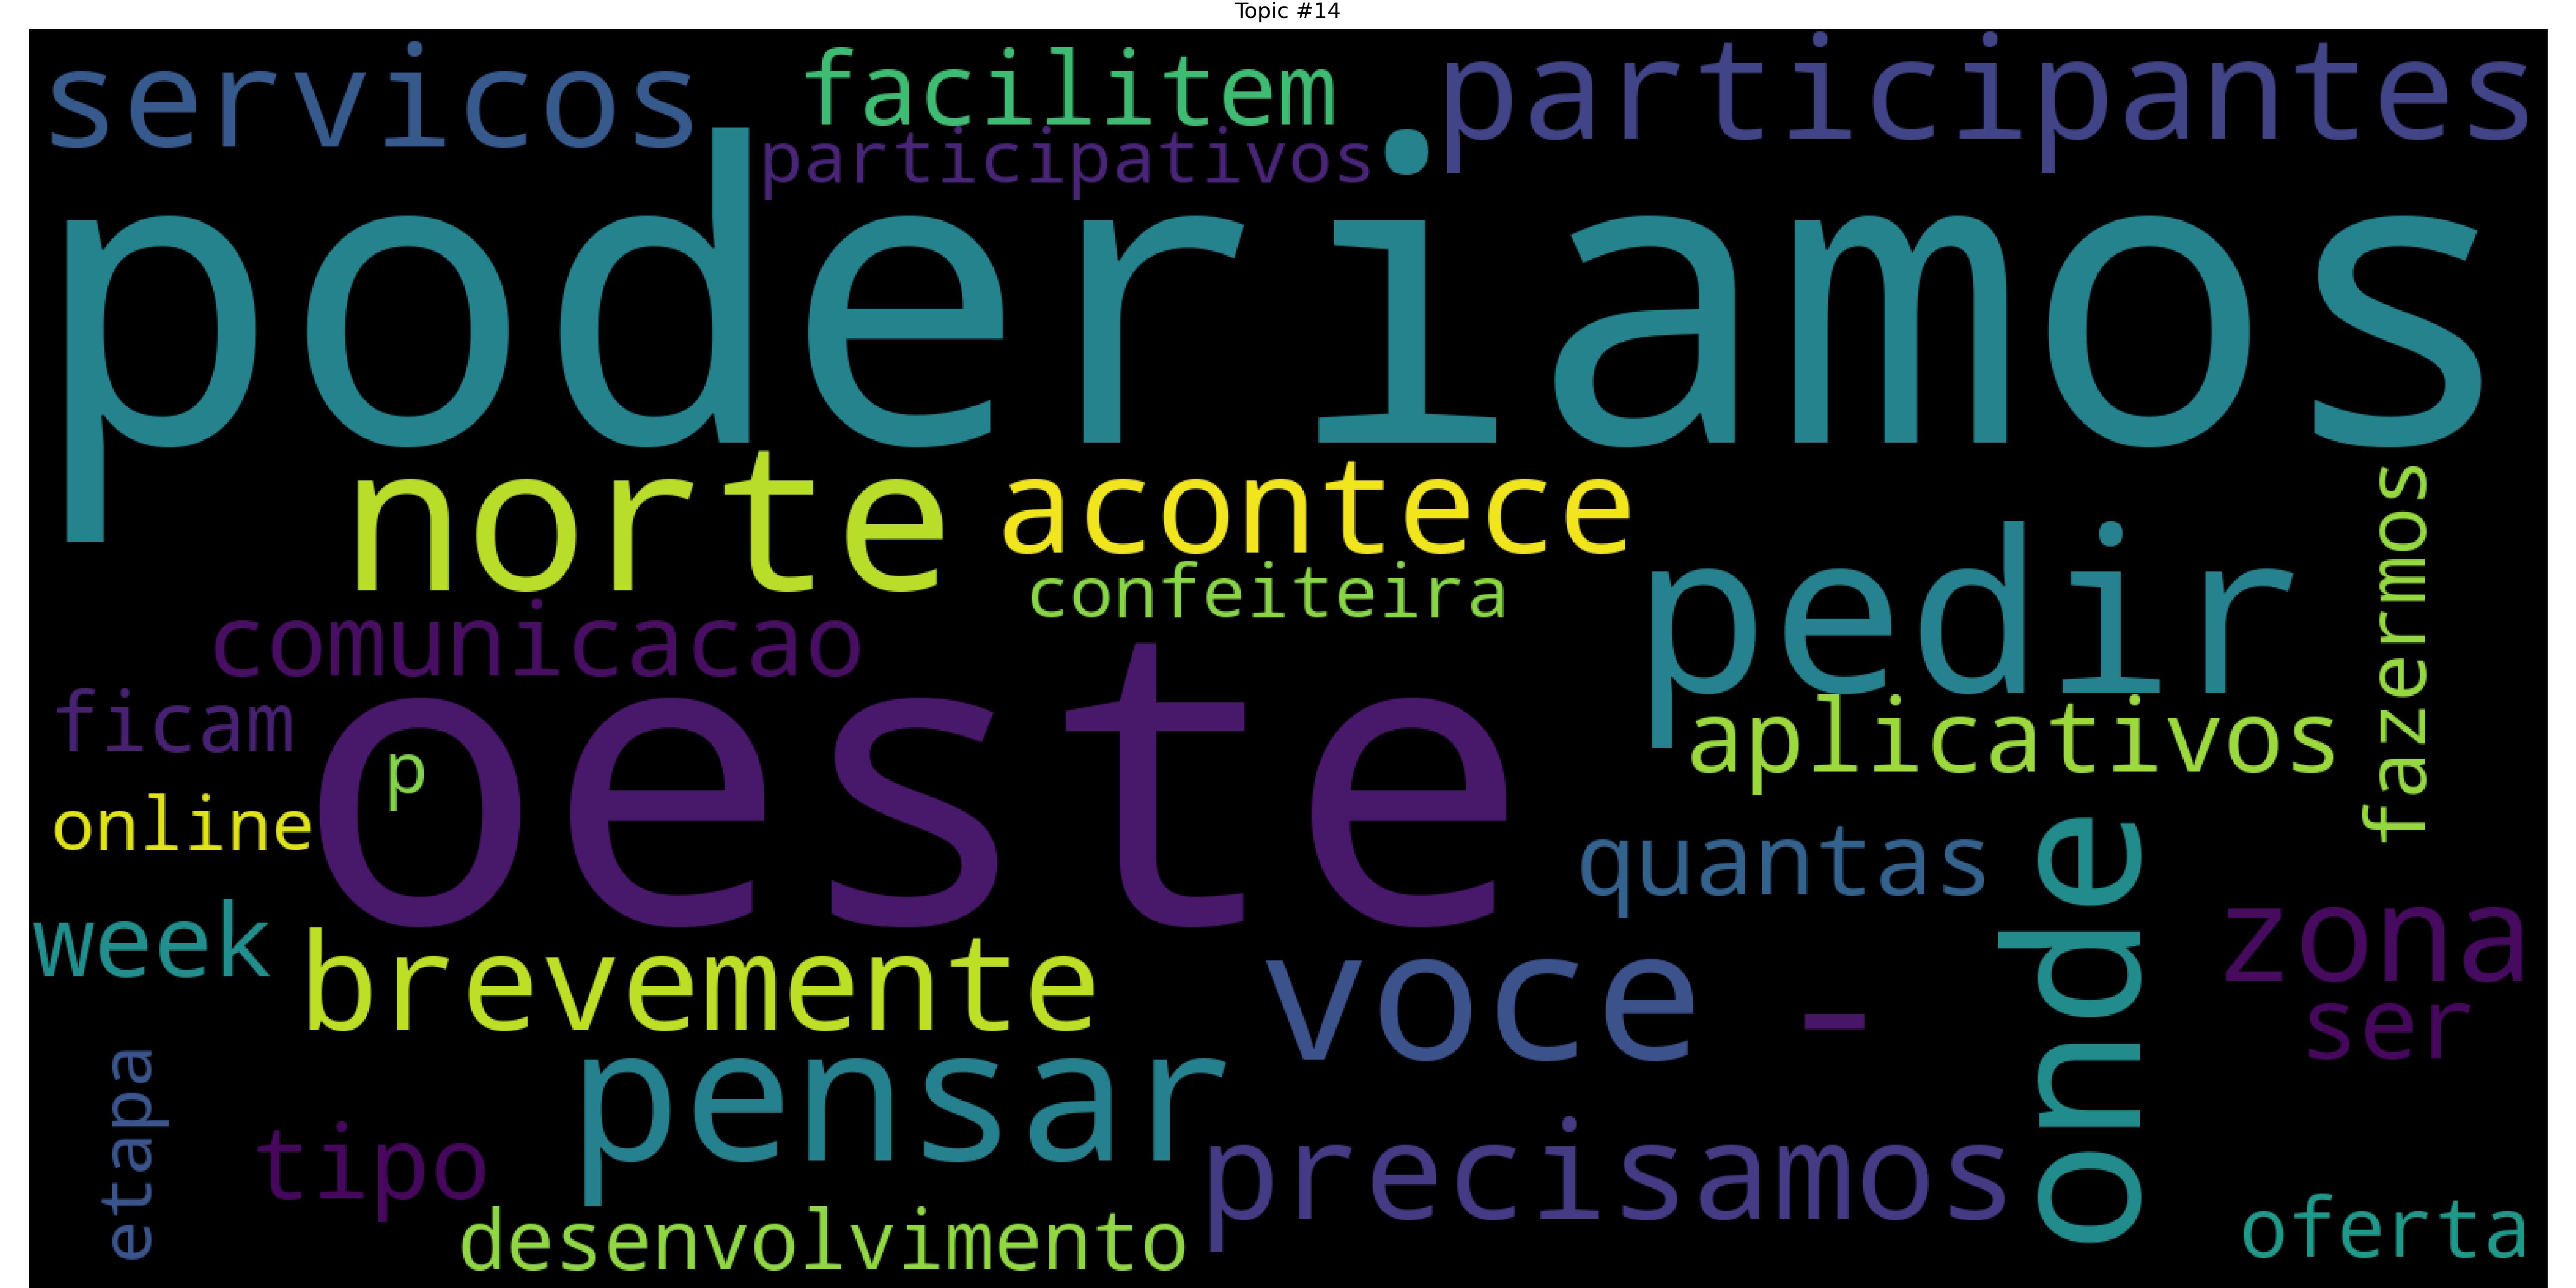 Topic #14
servicos
facilitem
participantes
participativos
poderiamos
norte
acontece
pedir
fazermos
confeiteira
comunicacao
oeste
ficam
aplicativos
p
online
quantas
onde
week
brevemente
voce
-
zona
ser
etapa
pensar
tipo
precisamos
desenvolvimento
oferta